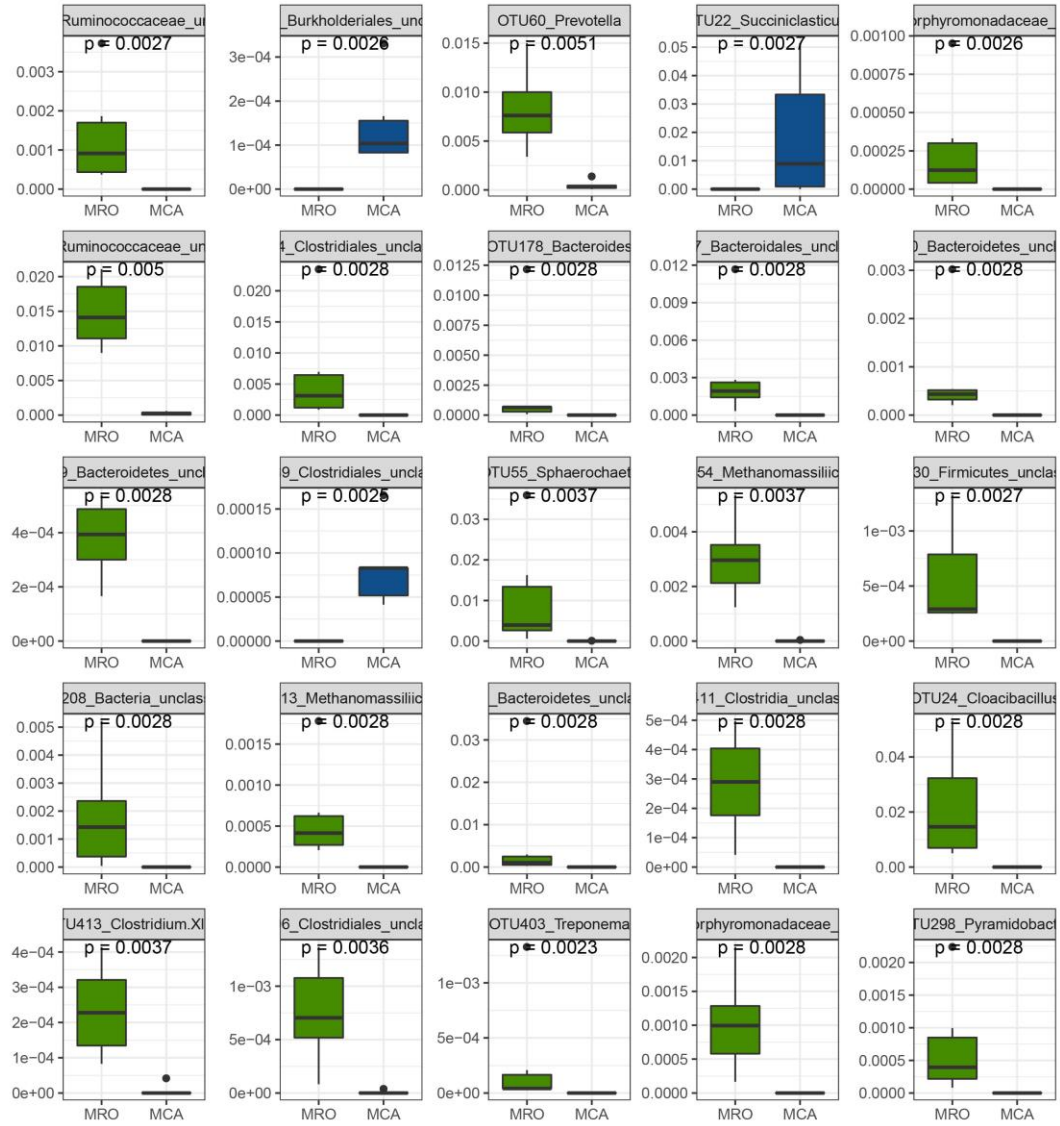 Ruminococcaceae_un
p = 0.0027
0.003
0.002
0.001
0.000
MRO MCA
_Burkholderiales_unc
p = 0.0026
3e−04
2e−04
1e−04
0e+00
MRO MCA
OTU60_Prevotella
p = 0.0051
0.015
0.010
0.005
0.000
MRO MCA
TU22_Succiniclasticu
p = 0.0027
0.05
0.04
0.03
0.02
0.01
0.00
MRO MCA
orphyromonadaceae_
p = 0.0026
0.00100
0.00075
0.00050
0.00025
0.00000
MRO MCA
Ruminococcaceae_un
p = 0.005
0.020
0.015
0.010
0.005
0.000
MRO MCA
4_Clostridiales_uncla
p = 0.0028
0.020
0.015
0.010
0.005
0.000
MRO MCA
OTU178_Bacteroides
p = 0.0028
0.0125
0.0100
0.0075
0.0050
0.0025
0.0000
MRO MCA
7_Bacteroidales_uncl
p = 0.0028
0.012
0.009
0.006
0.003
0.000
MRO MCA
0_Bacteroidetes_unc
p = 0.0028
0.003
0.002
0.001
0.000
MRO MCA
9_Bacteroidetes_uncl
p = 0.0028
4e−04
2e−04
0e+00
MRO MCA
9_Clostridiales_uncla
p = 0.0025
0.00015
0.00010
0.00005
0.00000
MRO MCA
OTU55_Sphaerochaet
p = 0.0037
0.03
0.02
0.01
0.00
MRO MCA
54_Methanomassiliic
p = 0.0037
0.004
0.002
0.000
MRO MCA
30_Firmicutes_unclas
p = 0.0027
1e−03
5e−04
0e+00
MRO MCA
208_Bacteria_unclass
p = 0.0028
0.005
0.004
0.003
0.002
0.001
0.000
MRO MCA
13_Methanomassiliic
p = 0.0028
0.0015
0.0010
0.0005
0.0000
MRO MCA
_Bacteroidetes_uncla
p = 0.0028
0.03
0.02
0.01
0.00
MRO MCA
411_Clostridia_unclas
p = 0.0028
5e−04
4e−04
3e−04
2e−04
1e−04
0e+00
MRO MCA
OTU24_Cloacibacillus
p = 0.0028
0.04
0.02
0.00
MRO MCA
TU413_Clostridium.XI
p = 0.0037
4e−04
3e−04
2e−04
1e−04
0e+00
MRO MCA
06_Clostridiales_uncla
p = 0.0036
1e−03
5e−04
0e+00
MRO MCA
OTU403_Treponema
p = 0.0023
1e−03
5e−04
0e+00
MRO MCA
orphyromonadaceae_
p = 0.0028
0.0020
0.0015
0.0010
0.0005
0.0000
MRO MCA
TU298_Pyramidobact
p = 0.0028
0.0020
0.0015
0.0010
0.0005
0.0000
MRO MCA